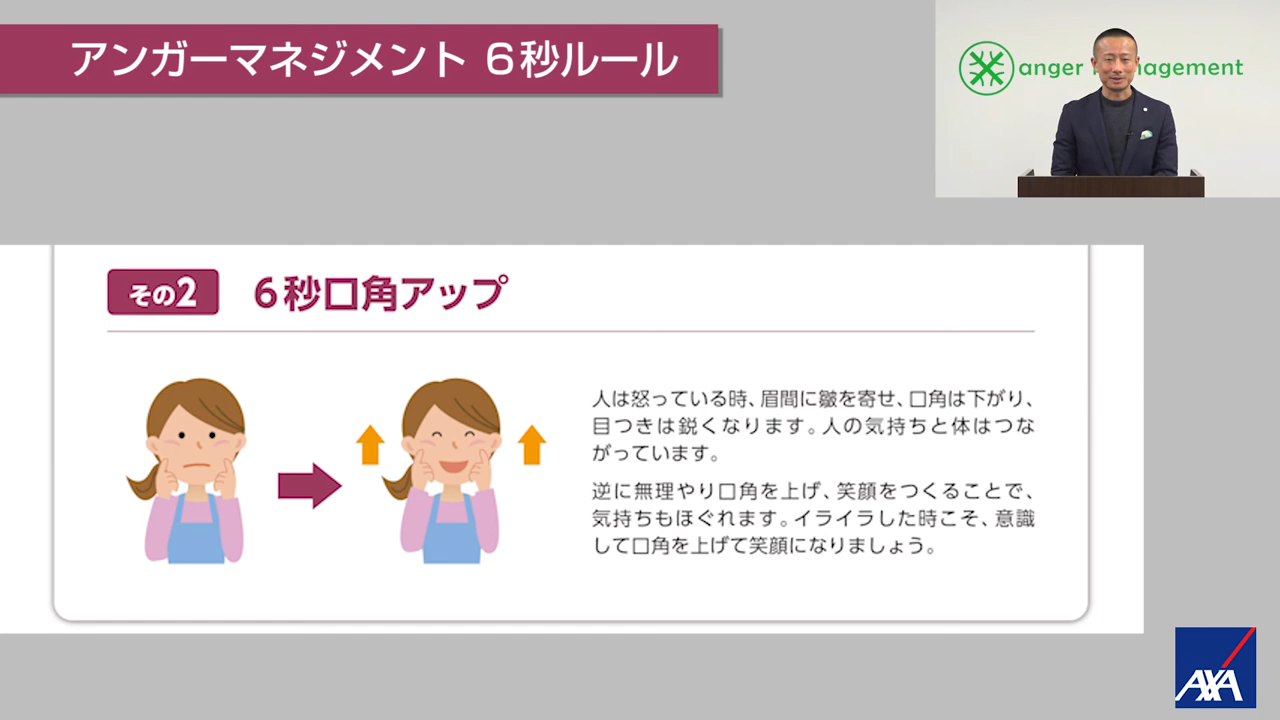 アンガーマネジメント 6秒ルール
anger management
その2
6秒口角アップ
人は怒っている時、眉間に皺を寄せ、口角は下がり、
目つきは鋭くなります。人の気持ちと体はつな
がっています。
逆に無理やり口角を上げ、笑顔をつくることで、
気持ちもほぐれます。イライラした時こそ、意識
して口角を上げて笑顔になりましょう。
AXA